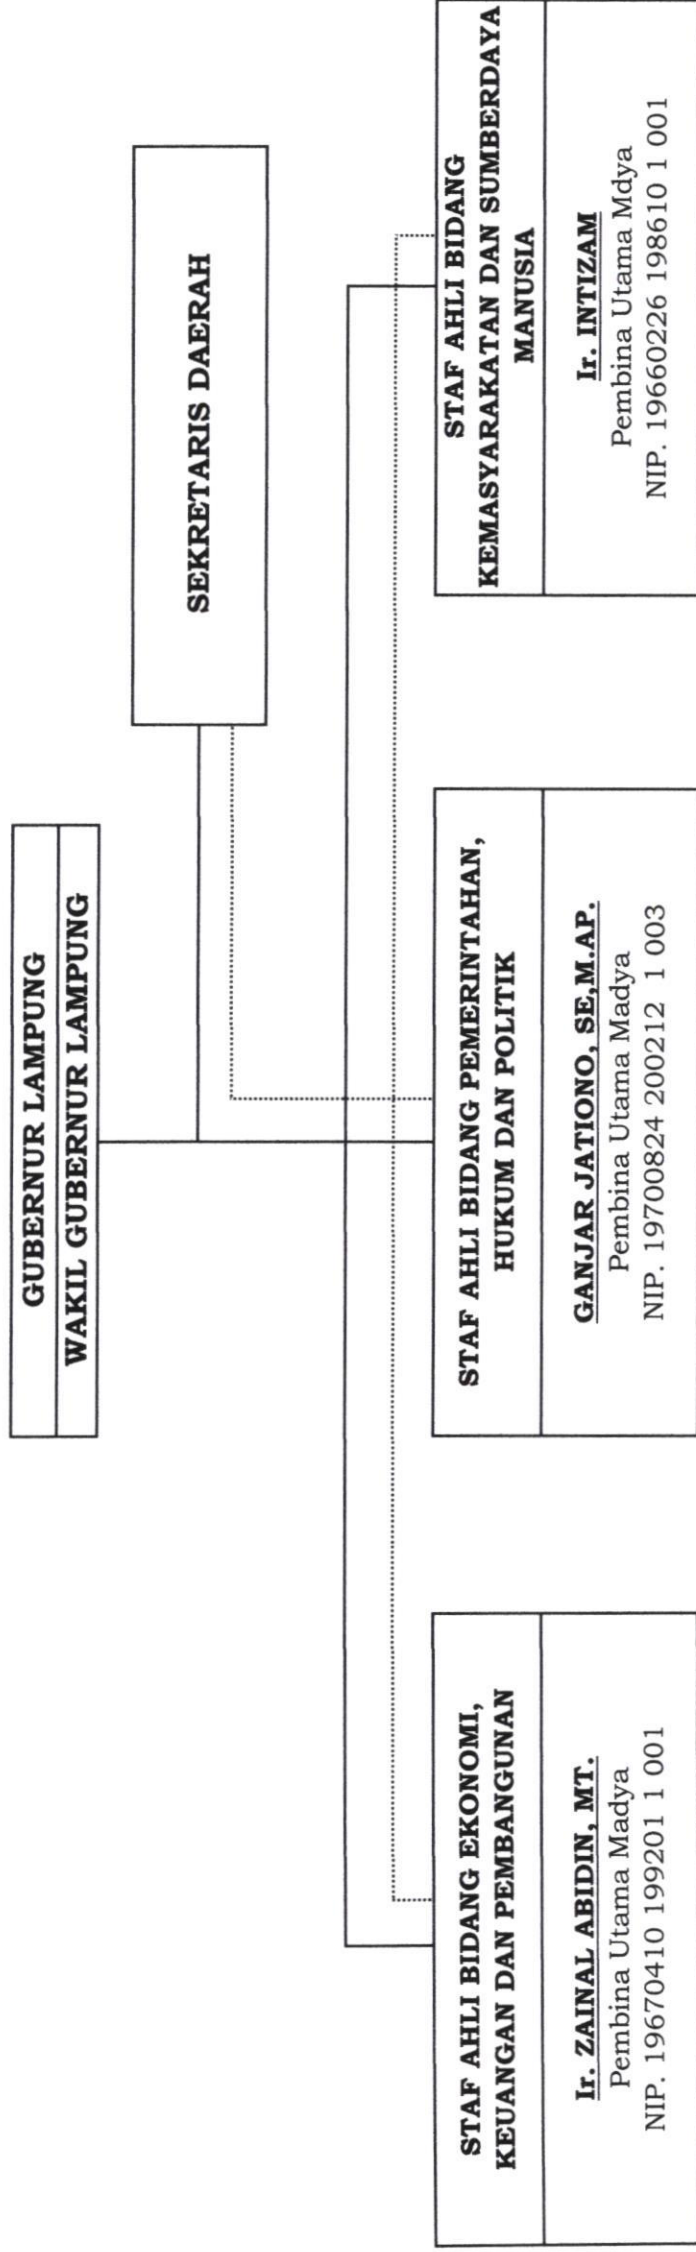 GUBERNUR LAMPUNG
WAKIL GUBERNUR LAMPUNG
SEKRETARIS DAERAH
STAF AHLI BIDANG EKONOMI,
KEUANGAN DAN PEMBANGUNAN
Ir. ZAINAL ABIDIN, MT.
Pembina Utama Madya
NIP. 19670410 199201 1 001
STAF AHLI BIDANG PEMERINTAHAN,
HUKUM DAN POLITIK
GANJAR JATIONO, SE,M.AP.
Pembina Utama Madya
NIP. 19700824 200212 1 003
STAF AHLI BIDANG
KEMASYARAKATAN DAN SUMBERDAYA
MANUSIA
Ir. INTIZAM
Pembina Utama Mdya
NIP. 19660226 198610 1 001